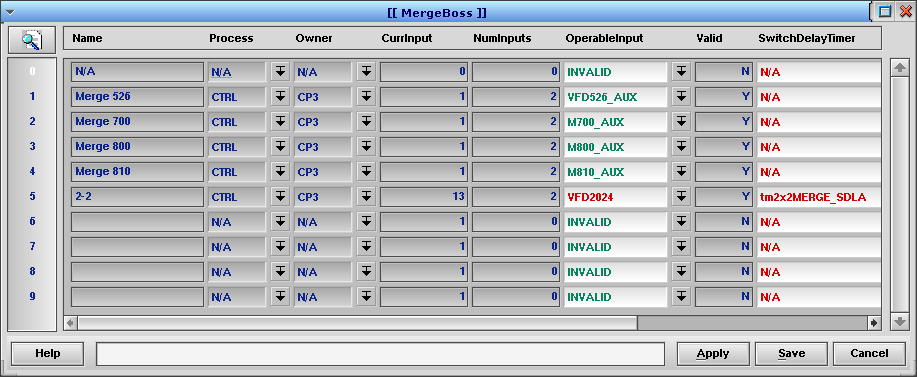 [[ MergeBoss ]]
Name Process Owner CurrInput NumInputs OperableInput Valid SwitchDelayTimer
0 N/A N/A N/A 0 0 INVALID N N/A
1 Merge 526 CTRL CP3 1 2 VFD526_AUX Y N/A
2 Merge 700 CTRL CP3 1 2 M700_AUX Y N/A
3 Merge 800 CTRL CP3 1 2 M800_AUX Y N/A
4 Merge 810 CTRL CP3 1 2 M810_AUX Y N/A
5 2-2 CTRL CP3 13 2 VFD2024 Y tm2x2MERGE_SDLA
6 N/A N/A 1 0 INVALID N N/A
7 N/A N/A 1 0 INVALID N N/A
8 N/A N/A 1 0 INVALID N N/A
9 N/A N/A 1 0 INVALID N N/A
Help Apply Save Cancel